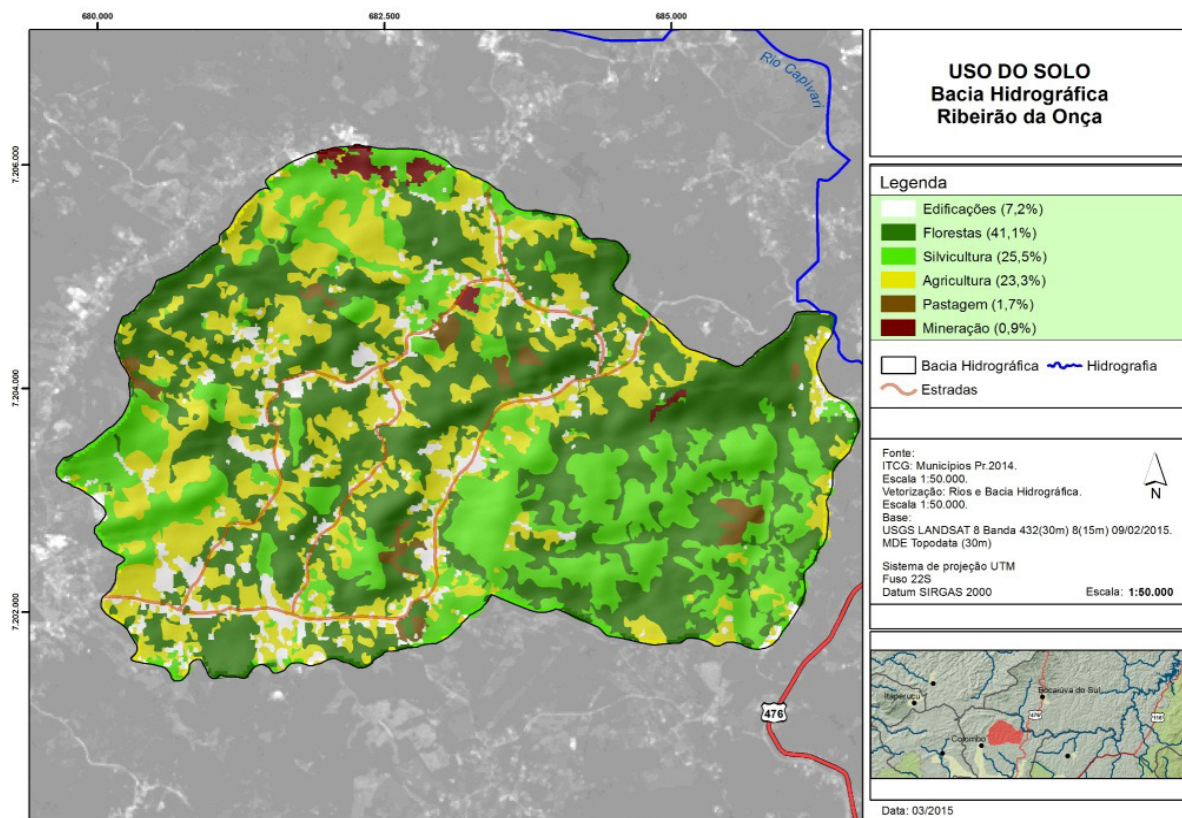 680.000
682.500
685.000
7.206.000
7.204.000
7.202.000
Rio Capivari
476
USO DO SOLO
Bacia Hidrográfica
Ribeirão da Onça
Legenda
Edificações (7,2%)
Florestas (41,1%)
Silvicultura (25,5%)
Agricultura (23,3%)
Pastagem (1,7%)
Mineração (0,9%)
Bacia Hidrográfica
Hidrografia
Estradas
Fonte:
ITCG: Municípios Pr.2014.
Escala 1:50.000.
Vetorização: Rios e Bacia Hidrográfica.
Escala 1:50.000.
Base:
USGS LANDSAT 8 Banda 432(30m) 8(15m) 09/02/2015.
MDE Topodata (30m)
N
Sistema de projeção UTM
Fuso 22S
Datum SIRGAS 2000
Escala: 1:50.000
Itaperuçu
Bocaiúva do Sul
476
Colombo
Data: 03/2015